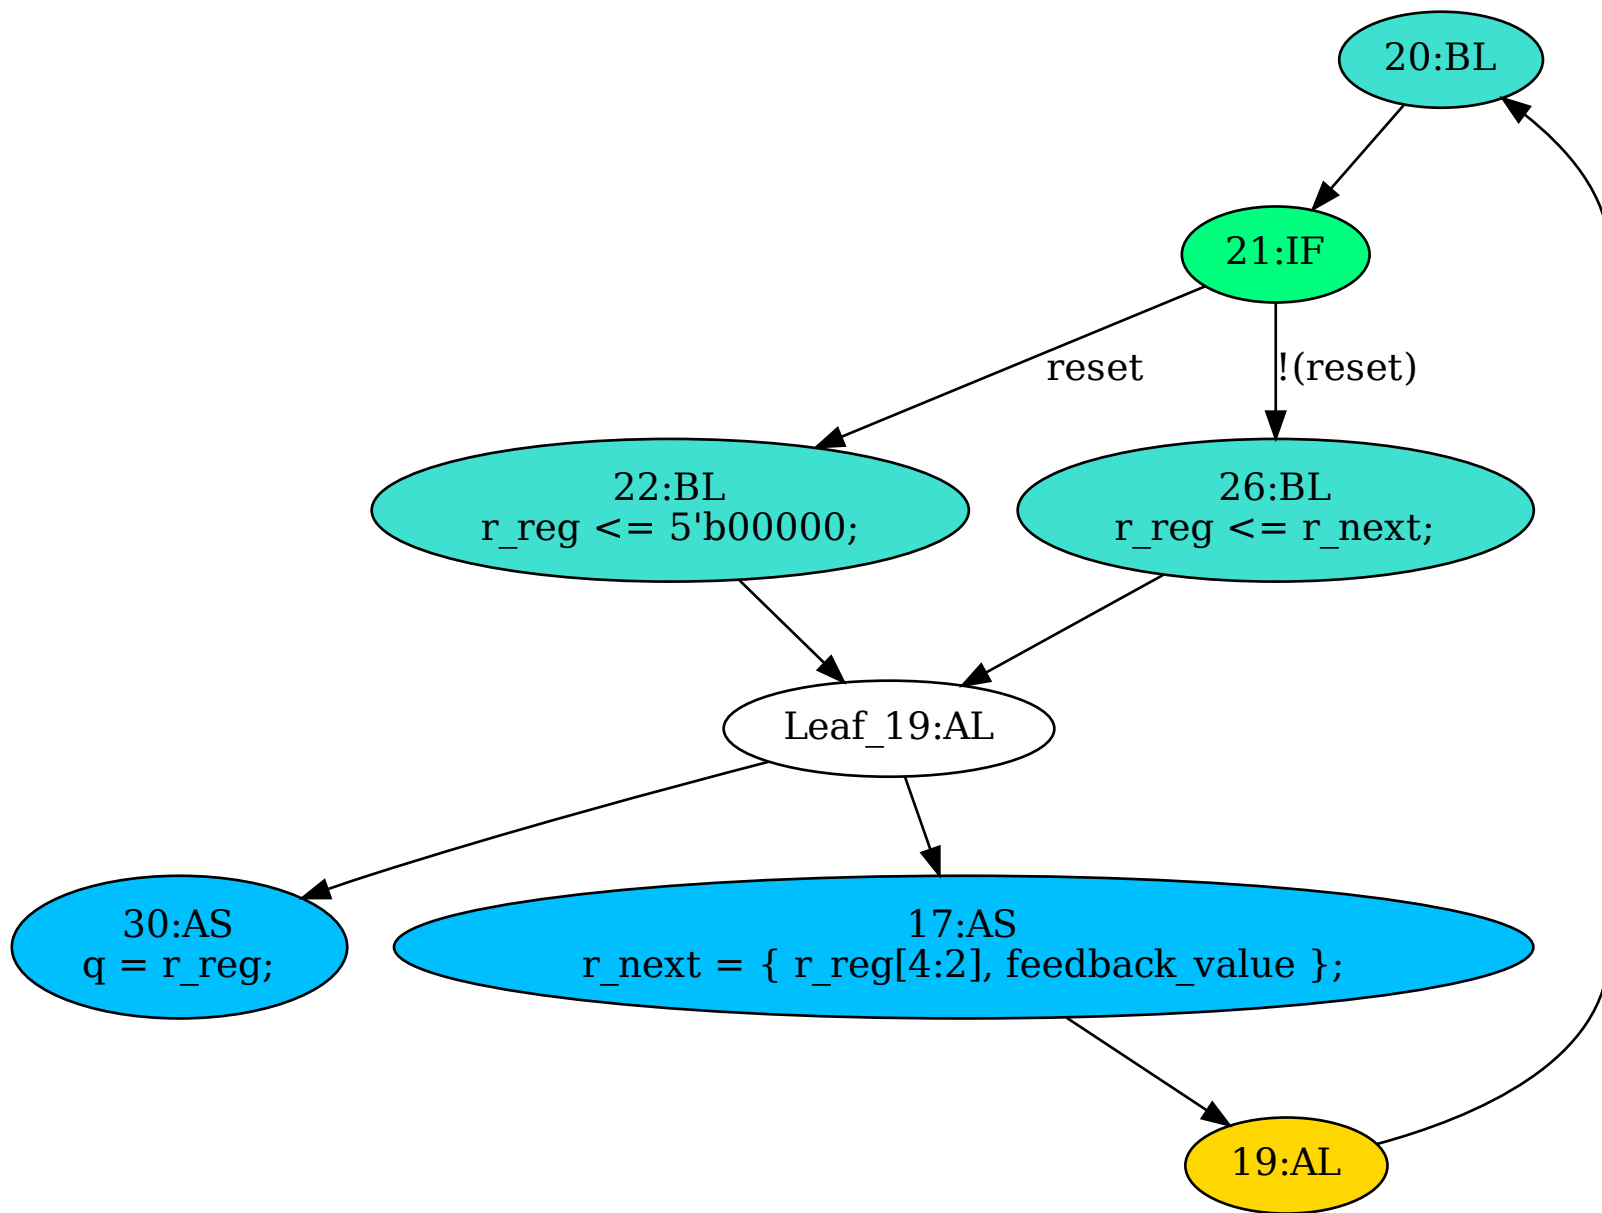 20:BL
21:IF
reset
!(reset)
22:BL
r_reg <= 5'b00000;
26:BL
r_reg <= r_next;
Leaf_19:AL
30:AS
q = r_reg;
17:AS
r_next = { r_reg[4:2], feedback_value };
19:AL